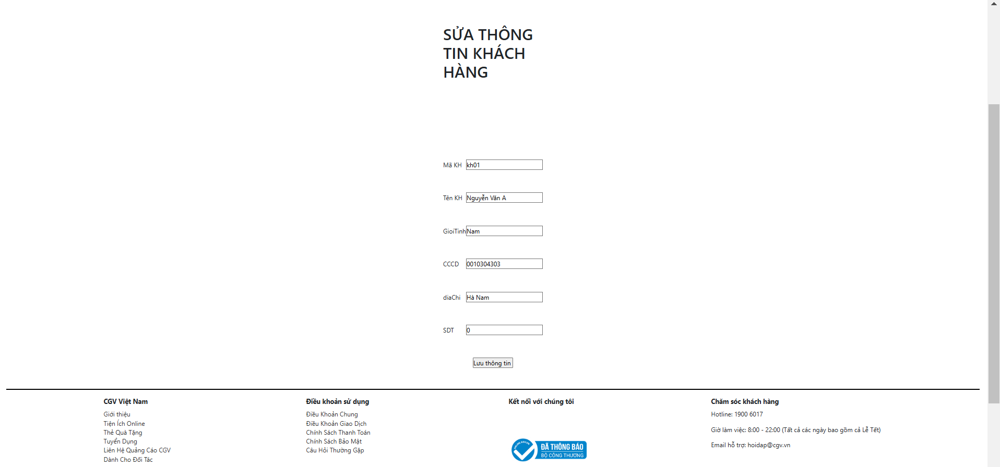 SỬA THÔNG
TIN KHÁCH
HÀNG
Mã KH kh01
Tên KH Nguyễn Văn A
GioiTinh Nam
CCCD 0010304303
diaChi Hà Nam
SDT 0
Lưu thông tin
CGV Việt Nam
Giới thiệu
Tiện Ích Online
Thẻ Quà Tặng
Tuyển Dụng
Liên Hệ Quảng Cáo CGV
Dành Cho Đối Tác
Điều khoản sử dụng
Điều Khoản Chung
Điều Khoản Giao Dịch
Chính Sách Thanh Toán
Chính Sách Bảo Mật
Câu Hỏi Thường Gặp
Kết nối với chúng tôi
ONLINE.GOV.VN
ĐÃ THÔNG BÁO
BỘ CÔNG THƯƠNG
Chăm sóc khách hàng
Hotline: 1900 6017
Giờ làm việc: 8:00 - 22:00 (Tất cả các ngày bao gồm cả Lễ Tết)
Email hỗ trợ: hoidap@cgv.vn